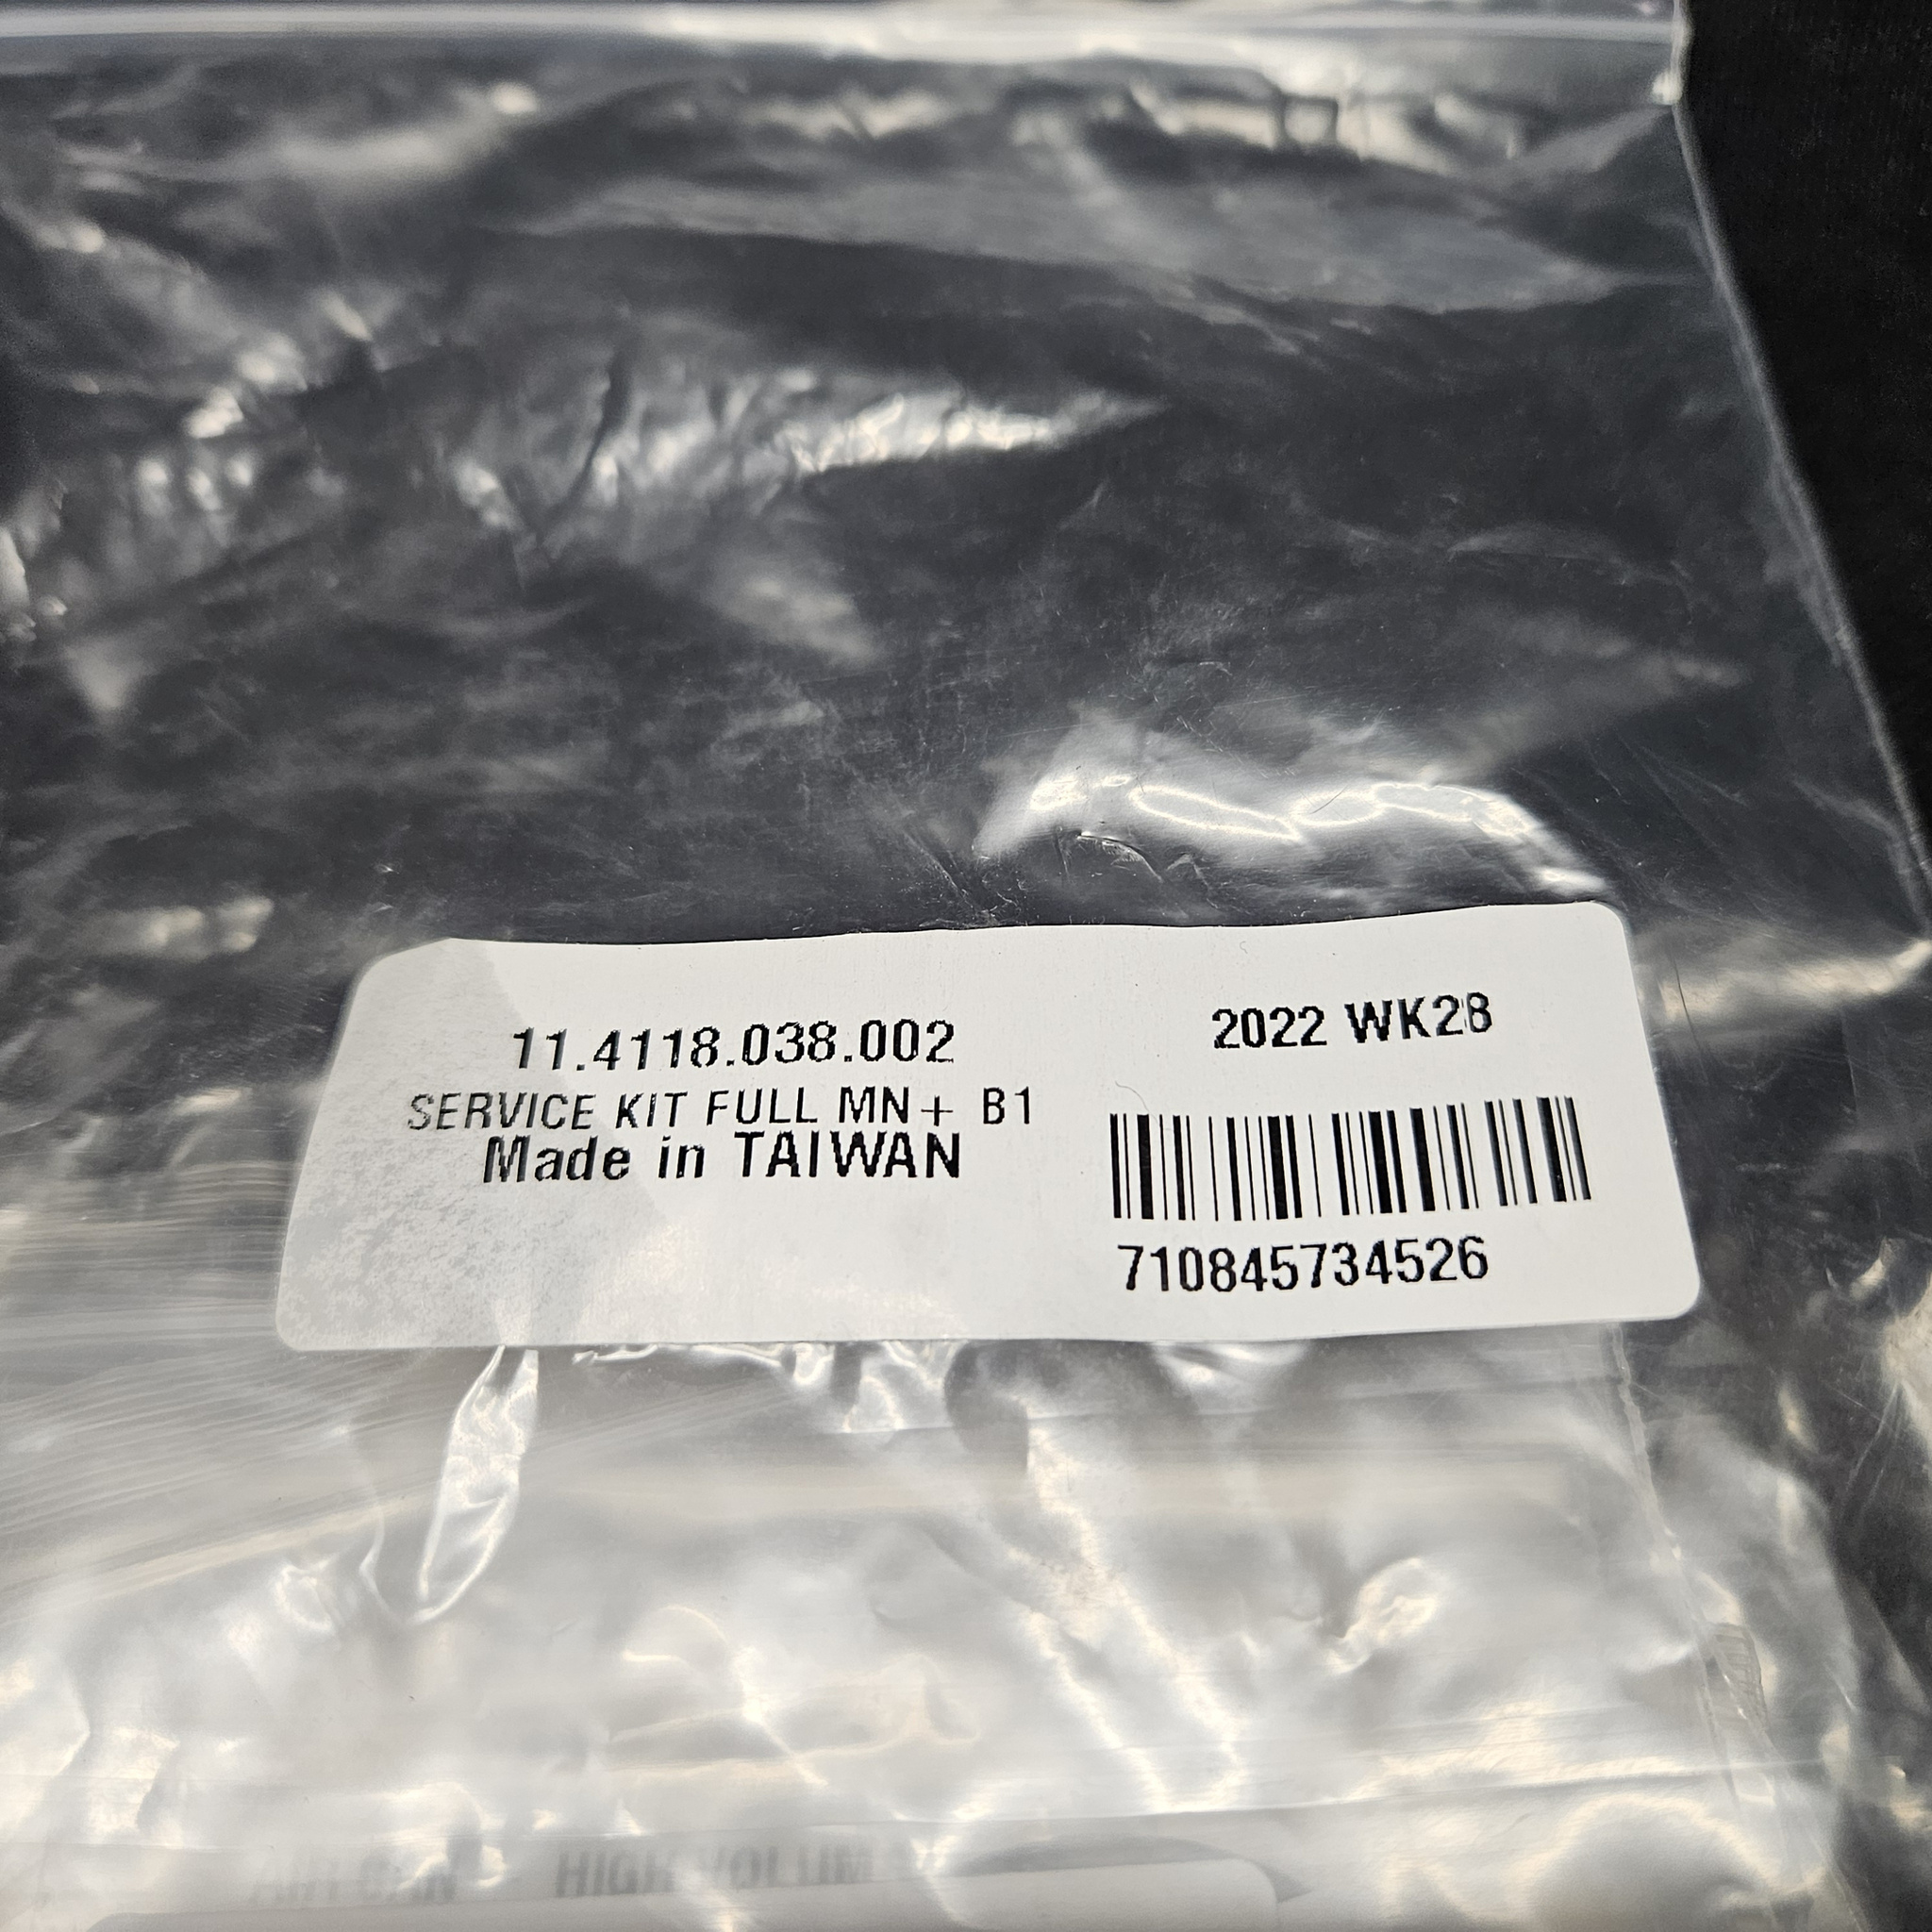 11.4118.038.002
SERVICE KIT FULL MN+ B1
Made in TAIWAN
2022 WK28
710845734526